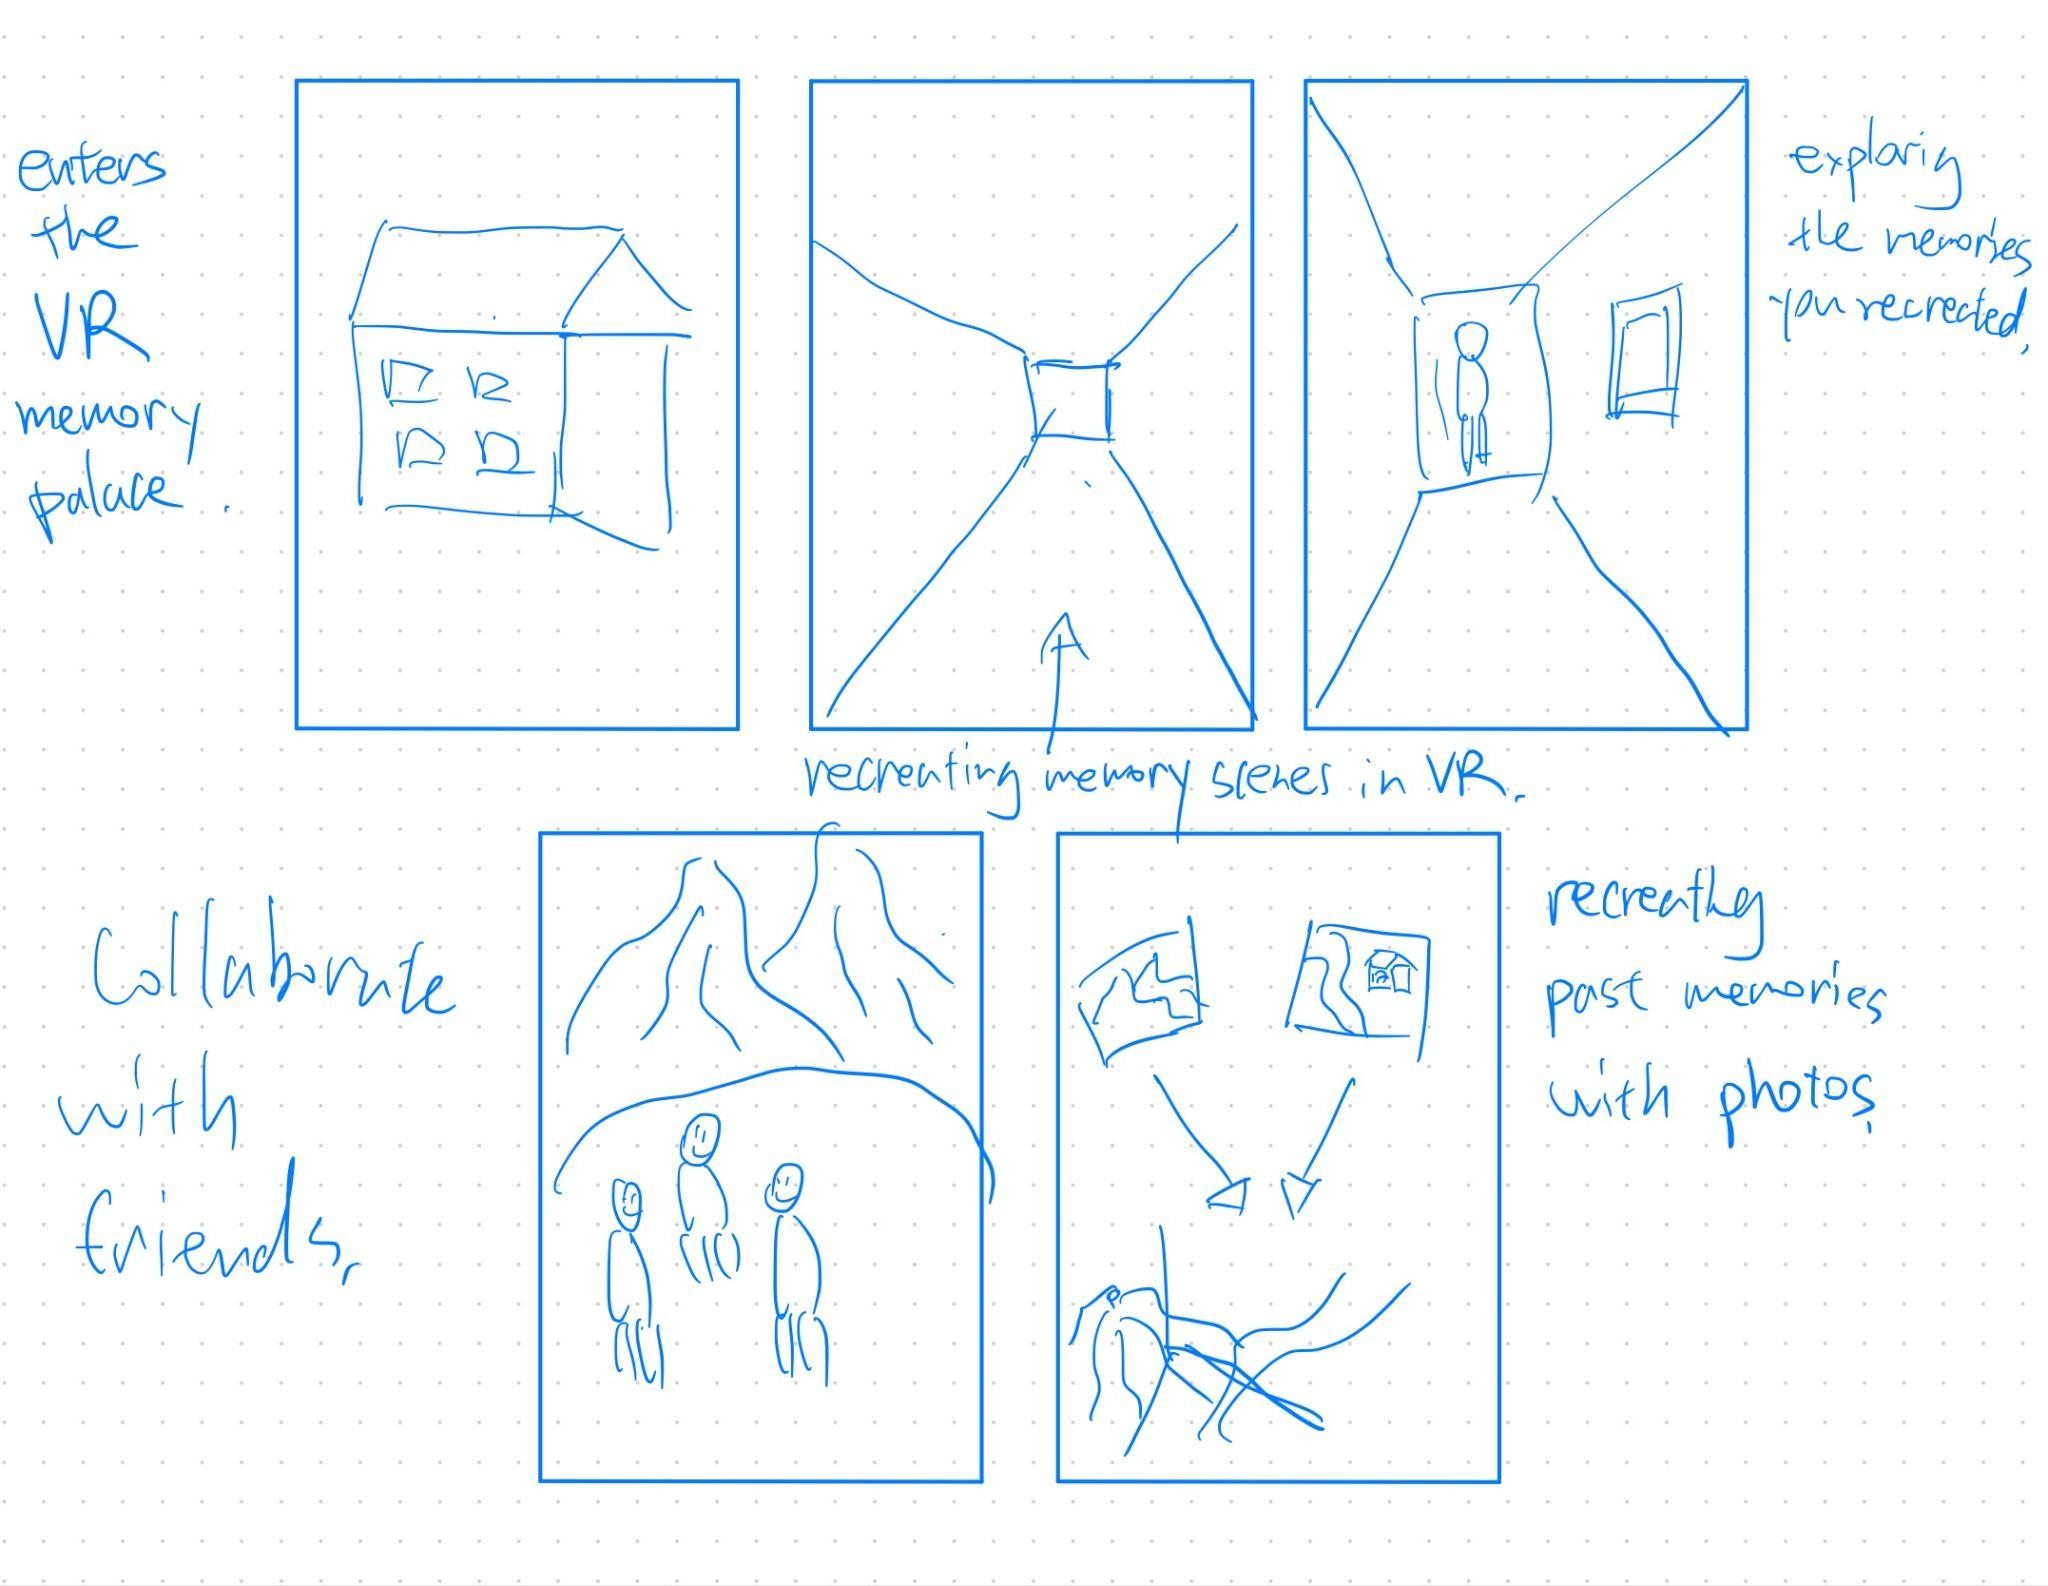 enters
the
VR
memory
palace.
exploring
the memories
you recreated.
recreating memory scenes in VR.
Collaborate
with
friends.
recreating
past memories
with photos.